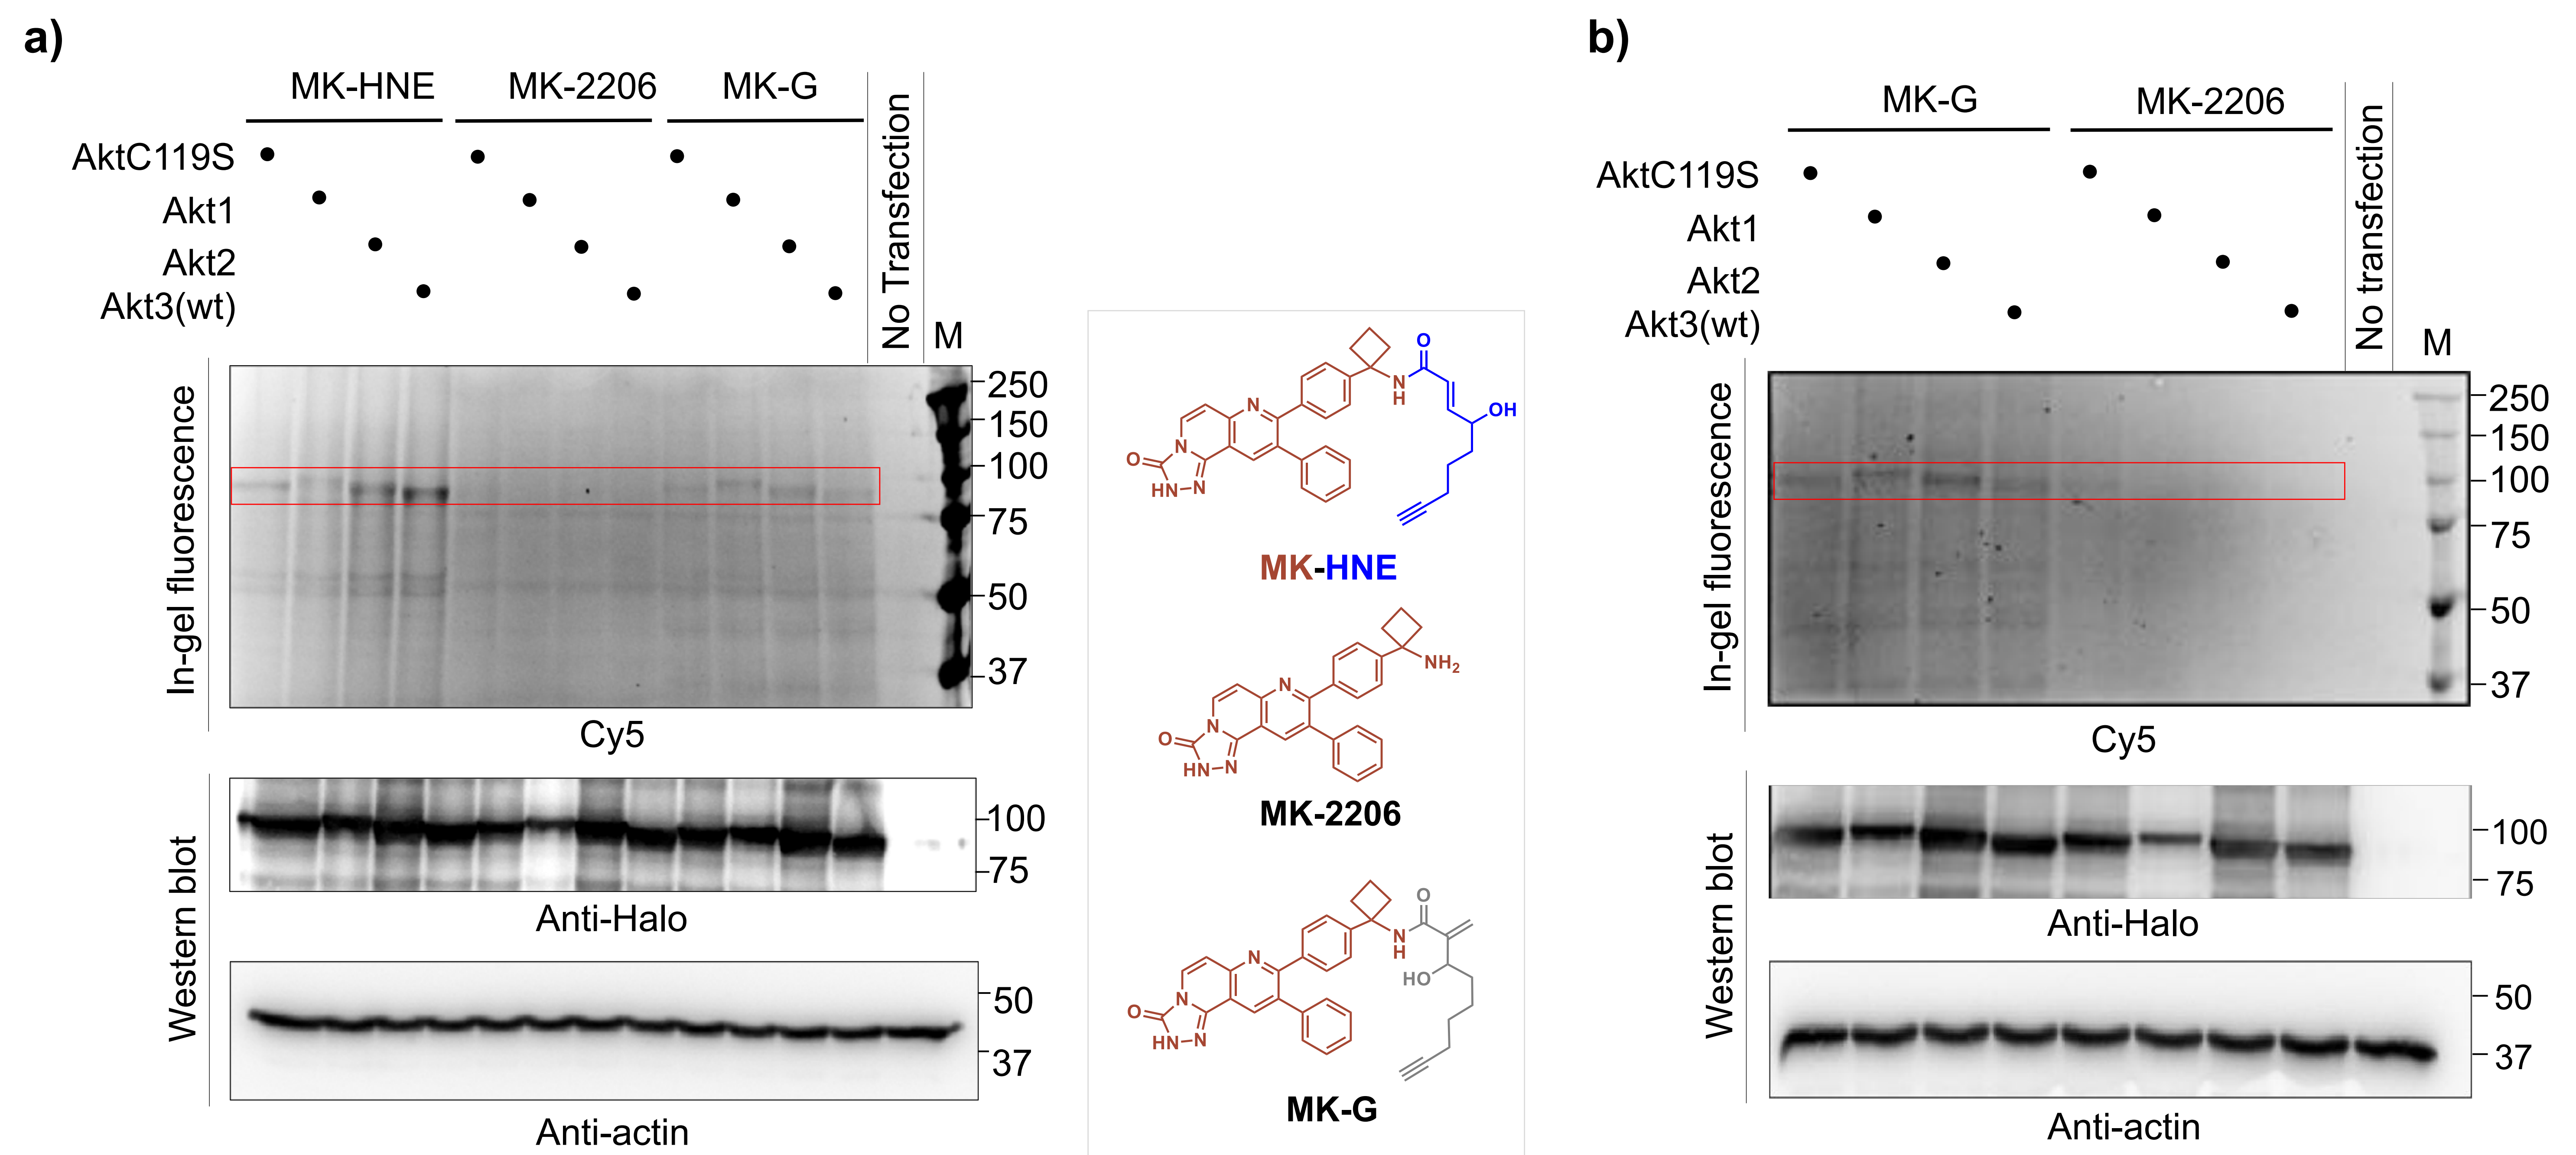 a)
MK-HNE
MK-2206
MK-G
No Transfection
M
AktC119S
Akt1
Akt2
Akt3(wt)
In-gel fluorescence
250
150
100
75
50
37
Cy5
Western blot
100
75
Anti-Halo
50
37
Anti-actin
O
N
H
OH
N
N
O
HN
N
MK-HNE
NH2
N
N
O
HN
N
MK-2206
O
N
H
HO
N
N
O
HN
N
MK-G
b)
MK-G
MK-2206
No transfection
M
AktC119S
Akt1
Akt2
Akt3(wt)
In-gel fluorescence
250
150
100
75
50
37
Cy5
Western blot
100
75
Anti-Halo
50
37
Anti-actin